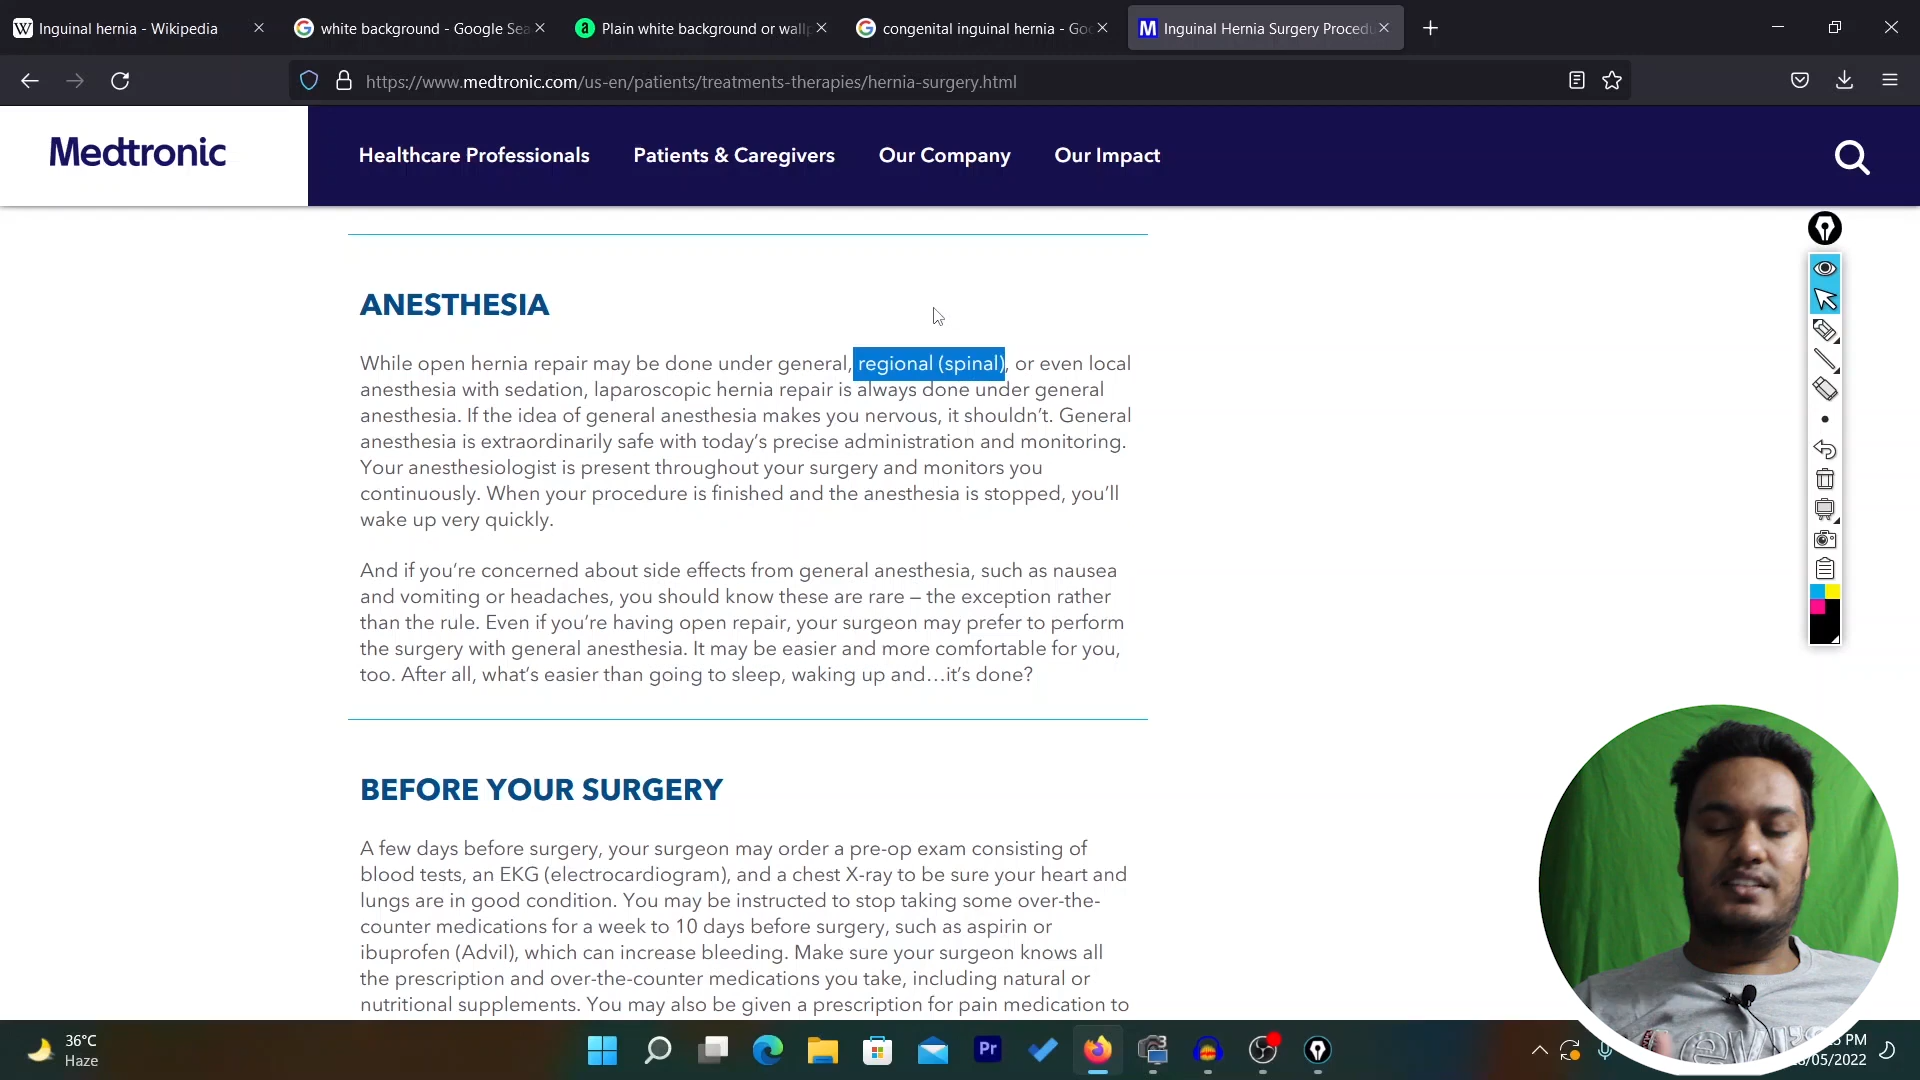 Inguinal hernia - Wikipedia
white background - Google Sea
Plain white background or wallp
congenital inguinal hernia - Goo
Inguinal Hernia Surgery Procedu
https://www.medtronic.com/us-en/patients/treatments-therapies/hernia-surgery.html
Medtronic
Healthcare Professionals
Patients & Caregivers
Our Company
Our Impact
ANESTHESIA
While open hernia repair may be done under general, regional (spinal), or even local
anesthesia with sedation, laparoscopic hernia repair is always done under general
anesthesia. If the idea of general anesthesia makes you nervous, it shouldn't. General
anesthesia is extraordinarily safe with today's precise administration and monitoring.
Your anesthesiologist is present throughout your surgery and monitors you
continuously. When your procedure is finished and the anesthesia is stopped, you'll
wake up very quickly.
And if you're concerned about side effects from general anesthesia, such as nausea
and vomiting or headaches, you should know these are rare – the exception rather
than the rule. Even if you're having open repair, your surgeon may prefer to perform
the surgery with general anesthesia. It may be easier and more comfortable for you,
too. After all, what's easier than going to sleep, waking up and…it's done?
BEFORE YOUR SURGERY
A few days before surgery, your surgeon may order a pre-op exam consisting of
blood tests, an EKG (electrocardiogram), and a chest X-ray to be sure your heart and
lungs are in good condition. You may be instructed to stop taking some over-the-
counter medications for a week to 10 days before surgery, such as aspirin or
ibuprofen (Advil), which can increase bleeding. Make sure your surgeon knows all
the prescription and over-the-counter medications you take, including natural or
nutritional supplements. You may also be given a prescription for pain medication to
36°C
Haze
Pr
PM
/05/2022